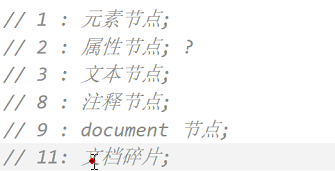 // 1 : 元素节点;
// 2 : 属性节点; ?
// 3 : 文本节点;
// 8 : 注释节点;
// 9 : document 节点;
// 11: 文档碎片;